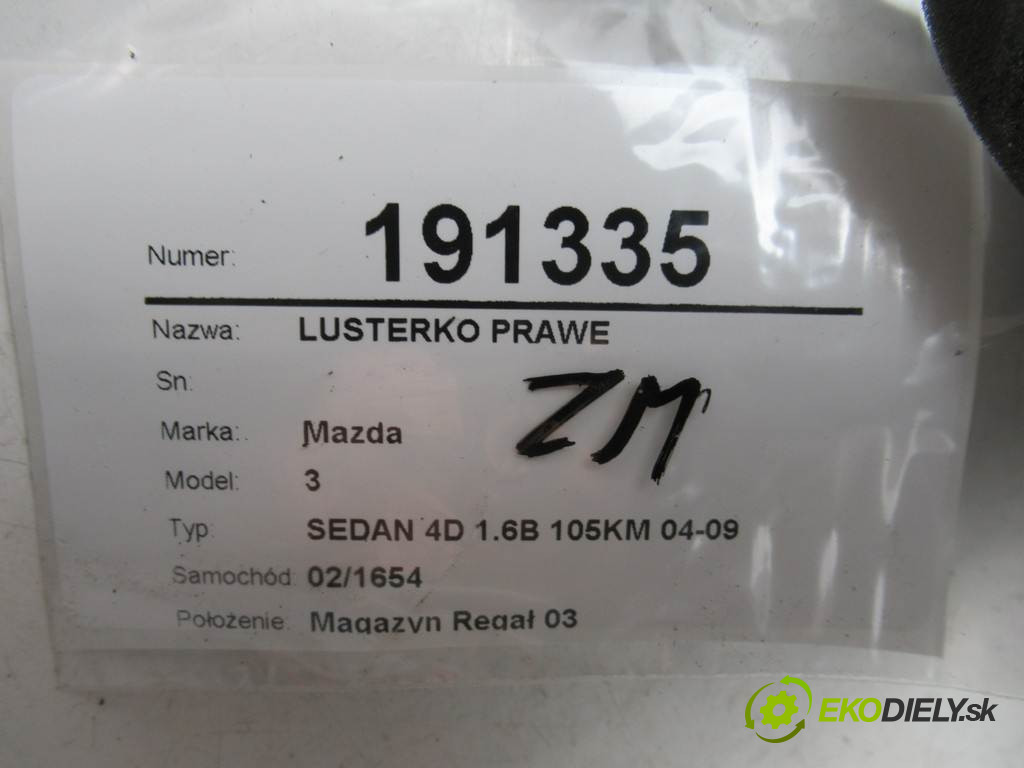 Numer: 191335
Nazwa: LUSTERKO PRAWE
Sn:
ZM
Marka: Mazda
Model: 3
Typ: SEDAN 4D 1.6B 105KM 04-09
Samochód: 02/1654
Położenie: Magazyn Regał 03
EKODIELY.sk